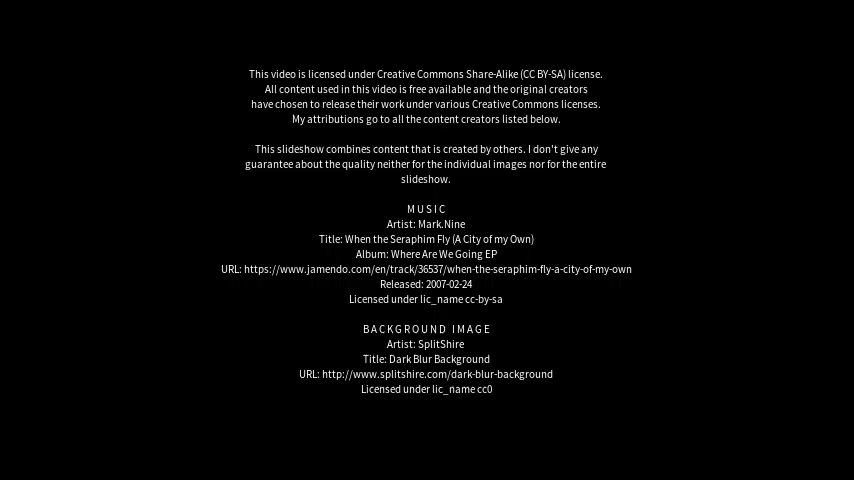 This video is licensed under Creative Commons Share-Alike (CC BY-SA) license.
All content used in this video is free available and the original creators
have chosen to release their work under various Creative Commons licenses.
My attributions go to all the content creators listed below.
This slideshow combines content that is created by others. I don't give any
guarantee about the quality neither for the individual images nor for the entire
slideshow.
MUSIC
Artist: Mark.Nine
Title: When the Seraphim Fly (A City of my Own)
Album: Where Are We Going EP
URL: https://www.jamendo.com/en/track/36537/when-the-seraphim-fly-a-city-of-my-own
Released: 2007-02-24
Licensed under lic_name cc-by-sa
BACKGROUND IMAGE
Artist: SplitShire
Title: Dark Blur Background
URL: http://www.splitshire.com/dark-blur-background
Licensed under lic_name cc0